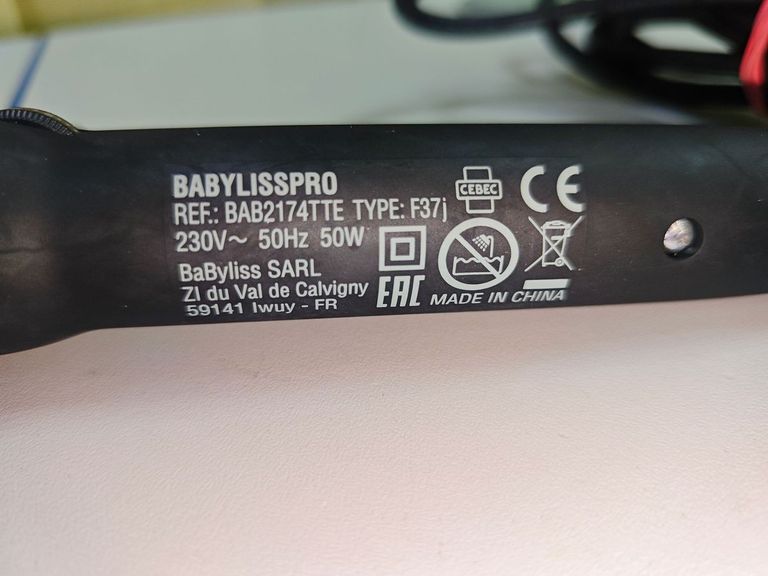 BABYLISSPRO
REF.: BAB2174TTE TYPE: F37j
230V~ 50Hz 50W
BaByliss SARL
ZI du Val de Calvigny
59141 Iwuy - FR
CEBEC
CE
EAC
MADE IN CHINA